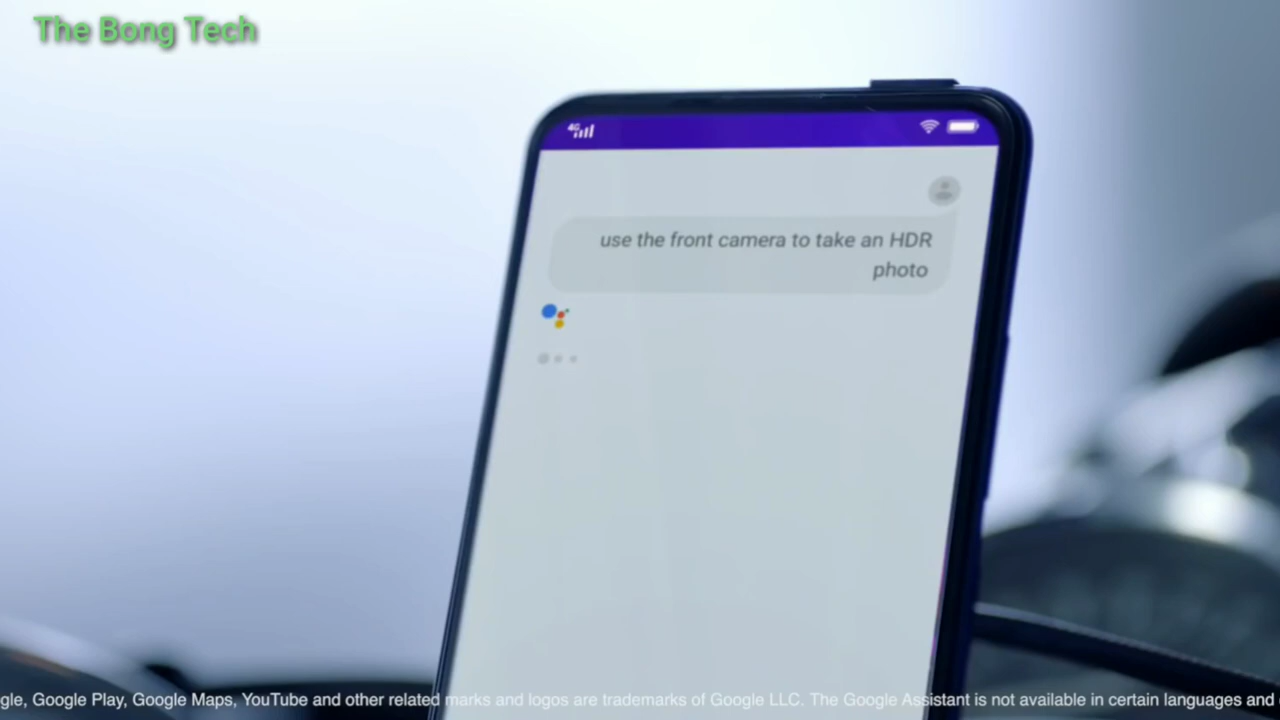 The Bong Tech
4G
use the front camera to take an HDR
photo
gle, Google Play, Google Maps, YouTube and other related marks and logos are trademarks of Google LLC. The Google Assistant is not available in certain languages and